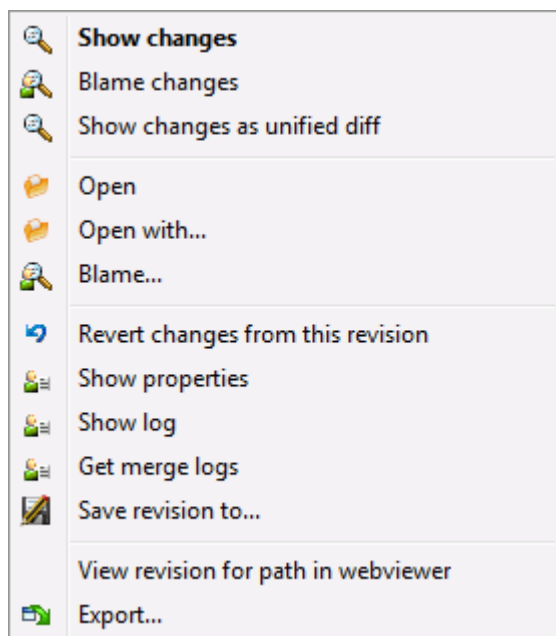 Show changes
Blame changes
Show changes as unified diff
Open
Open with...
Blame...
Revert changes from this revision
Show properties
Show log
Get merge logs
Save revision to...
View revision for path in webviewer
Export...